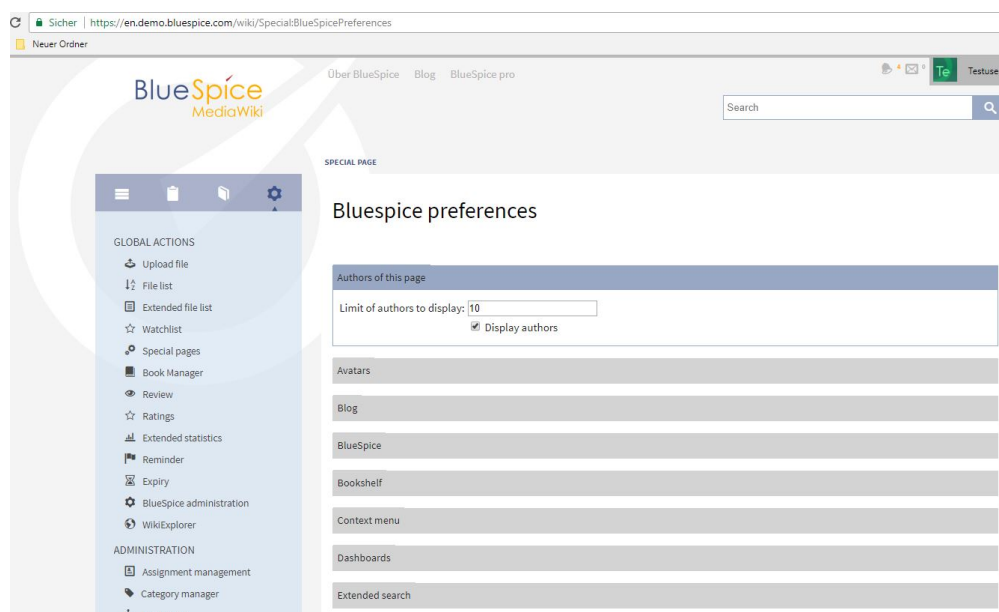 Sicher | https://en.demo.bluespice.com/wiki/Special:BlueSpicePreferences
Neuer Ordner
BlueSpice
MediaWiki
Über BlueSpice Blog BlueSpice pro
Te Testuse
Search
SPECIAL PAGE
Bluespice preferences
GLOBAL ACTIONS
Upload file
File list
Extended file list
Watchlist
Special pages
Book Manager
Review
Ratings
Extended statistics
Reminder
Expiry
BlueSpice administration
WikiExplorer
ADMINISTRATION
Assignment management
Category manager
Authors of this page
Limit of authors to display: 10
Display authors
Avatars
Blog
BlueSpice
Bookshelf
Context menu
Dashboards
Extended search